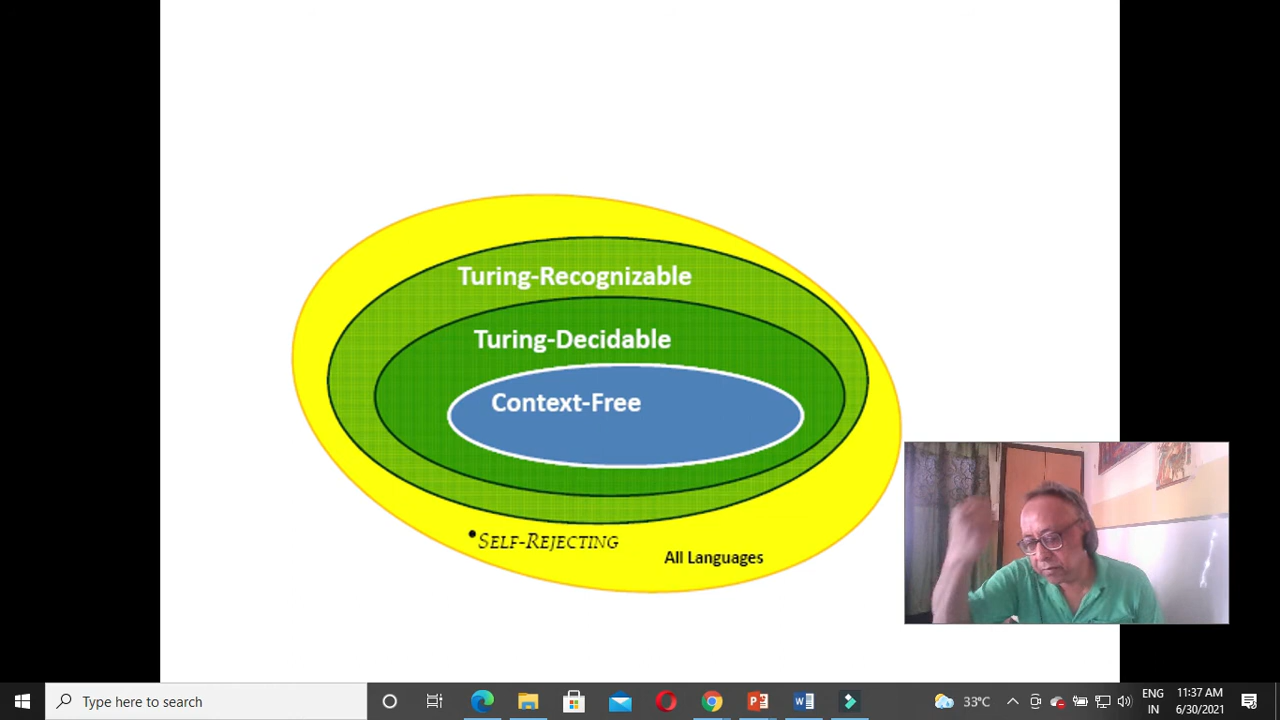 Turing-Recognizable
Turing-Decidable
Context-Free
•SELF-REJECTING
All Languages
Type here to search
33°C
ENG
IN
11:37 AM
6/30/2021